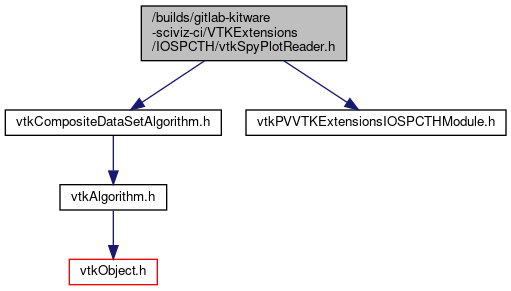 /builds/gitlab-kitware
-sciviz-ci/VTKExtensions
/IOSPCTH/vtkSpyPlotReader.h
vtkCompositeDataSetAlgorithm.h
vtkPVVTKExtensionsIOSPCTHModule.h
vtkAlgorithm.h
vtkObject.h